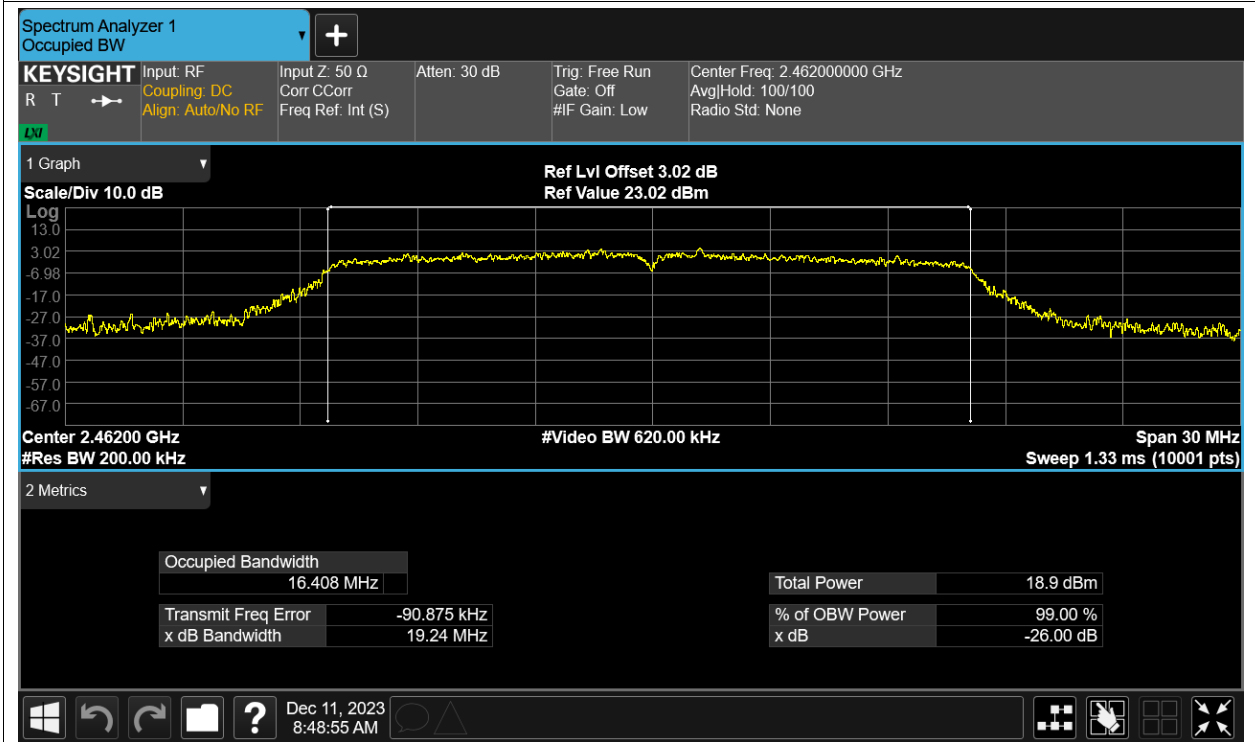 Spectrum Analyzer 1
Occupied BW
KEYSIGHT
R T
LXI
Input: RF
Coupling: DC
Align: Auto/No RF
Input Z: 50 Ω
Corr CCorr
Freq Ref: Int (S)
Atten: 30 dB
Trig: Free Run
Gate: Off
#IF Gain: Low
Center Freq: 2.462000000 GHz
Avg|Hold: 100/100
Radio Std: None
1 Graph
Scale/Div 10.0 dB
Ref Lvl Offset 3.02 dB
Ref Value 23.02 dBm
Log
13.0
3.02
-6.98
-17.0
-27.0
-37.0
-47.0
-57.0
-67.0
Center 2.46200 GHz
#Video BW 620.00 kHz
Span 30 MHz
#Res BW 200.00 kHz
Sweep 1.33 ms (10001 pts)
2 Metrics
Occupied Bandwidth
16.408 MHz
Total Power 18.9 dBm
Transmit Freq Error -90.875 kHz
% of OBW Power 99.00 %
x dB Bandwidth 19.24 MHz
x dB -26.00 dB
?
Dec 11, 2023
8:48:55 AM